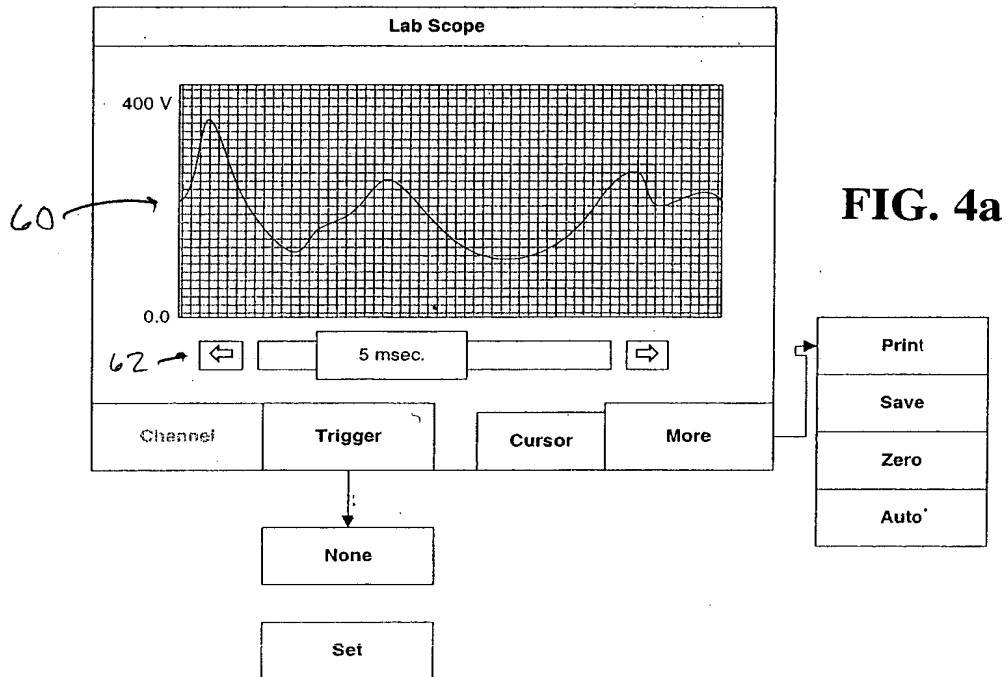 Lab Scope
400 V
60
FIG. 4a
0.0
62
5 msec.
Print
Save
Zero
Auto
Channel
Trigger
Cursor
More
None
Set